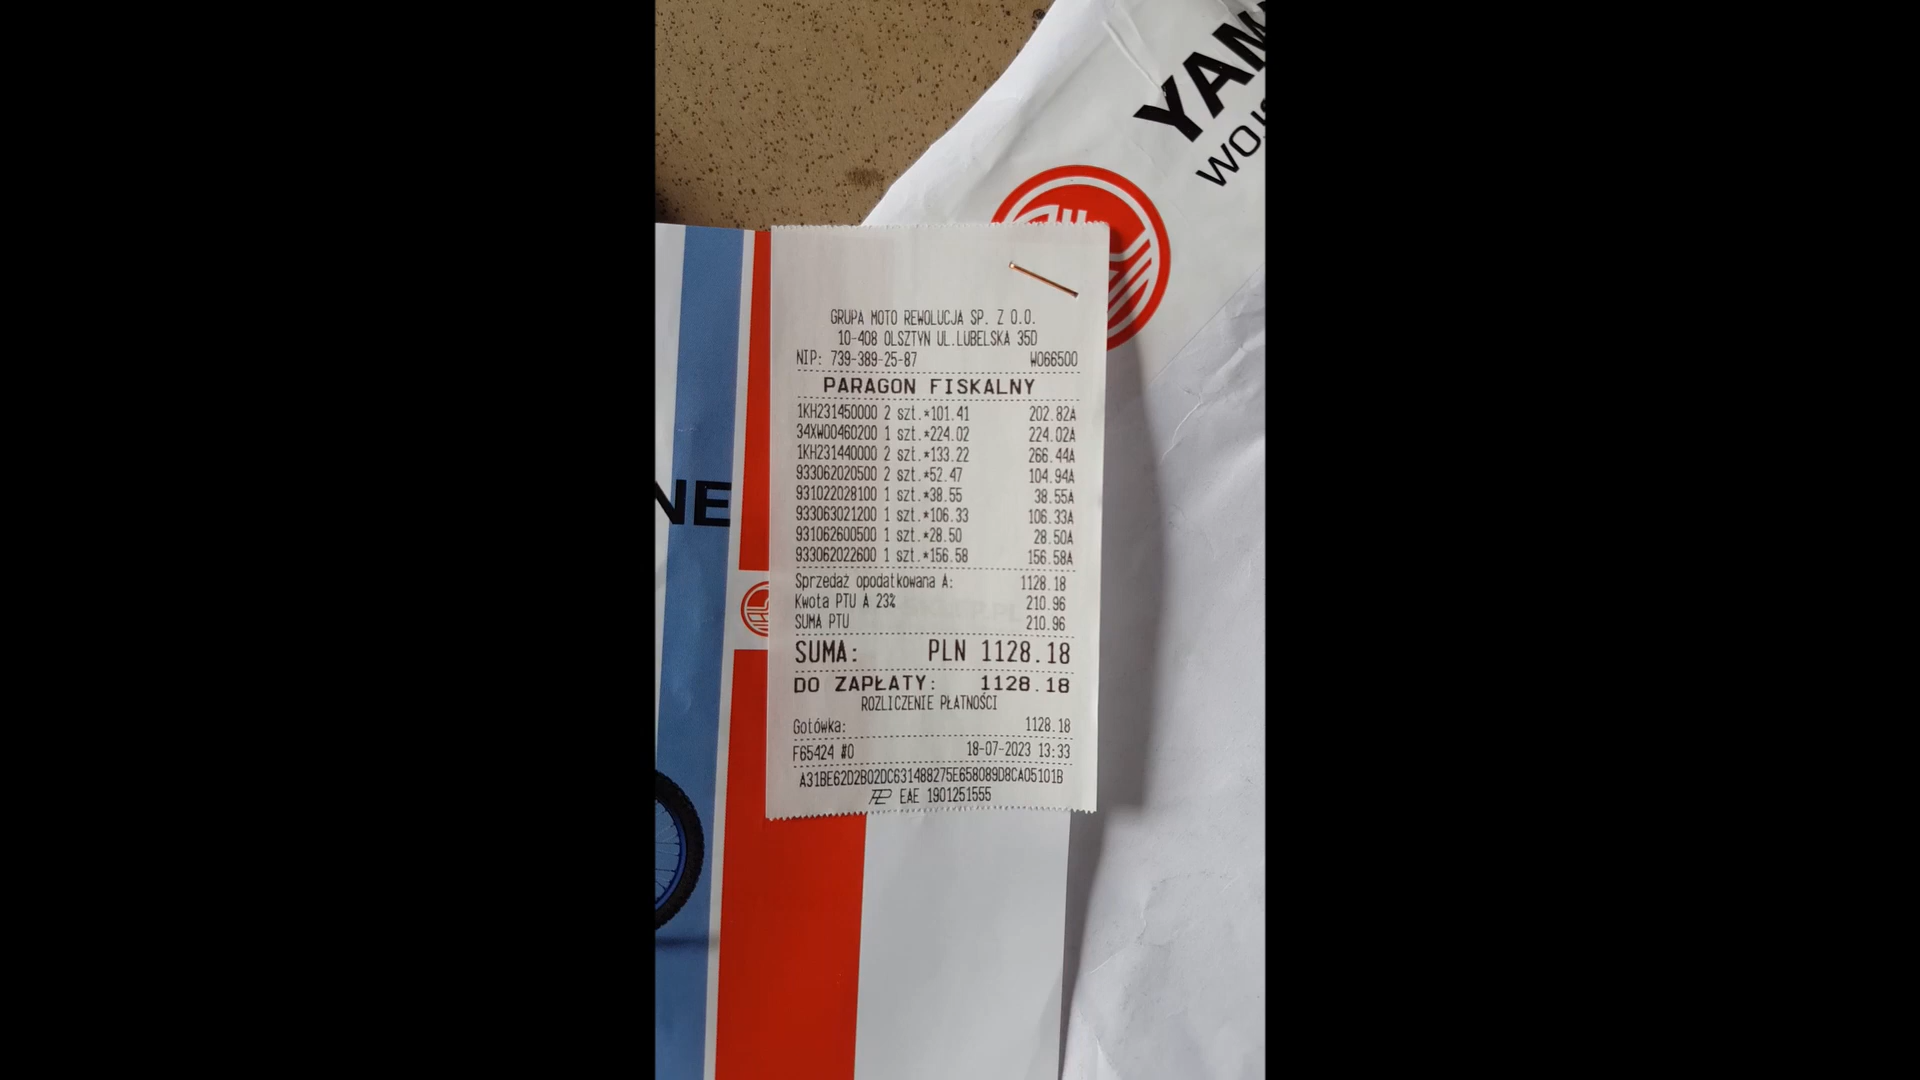 YAM
WOJ
NE
GRUPA MOTO REWOLUCJA SP. Z O.O.
10-408 OLSZTYN UL.LUBELSKA 35D
NIP: 739-389-25-87 W066500
PARAGON FISKALNY
1KH231450000 2 szt.*101.41 202.82A
34XW00460200 1 szt.*224.02 224.02A
1KH231440000 2 szt.*133.22 266.44A
933062020500 2 szt.*52.47 104.94A
931022028100 1 szt.*38.55 38.55A
933063021200 1 szt.*106.33 106.33A
931062600500 1 szt.*28.50 28.50A
933062022600 1 szt.*156.58 156.58A
Sprzedaż opodatkowana A: 1128.18
Kwota PTU A 23% 210.96
SUMA PTU 210.96
SUMA: PLN 1128.18
DO ZAPŁATY: 1128.18
ROZLICZENIE PŁATNOŚCI
Gotówka: 1128.18
F65424 #0 18-07-2023 13:33
A31BE62D2B02DC631488275E658089D8CA05101B
EAE 1901251555